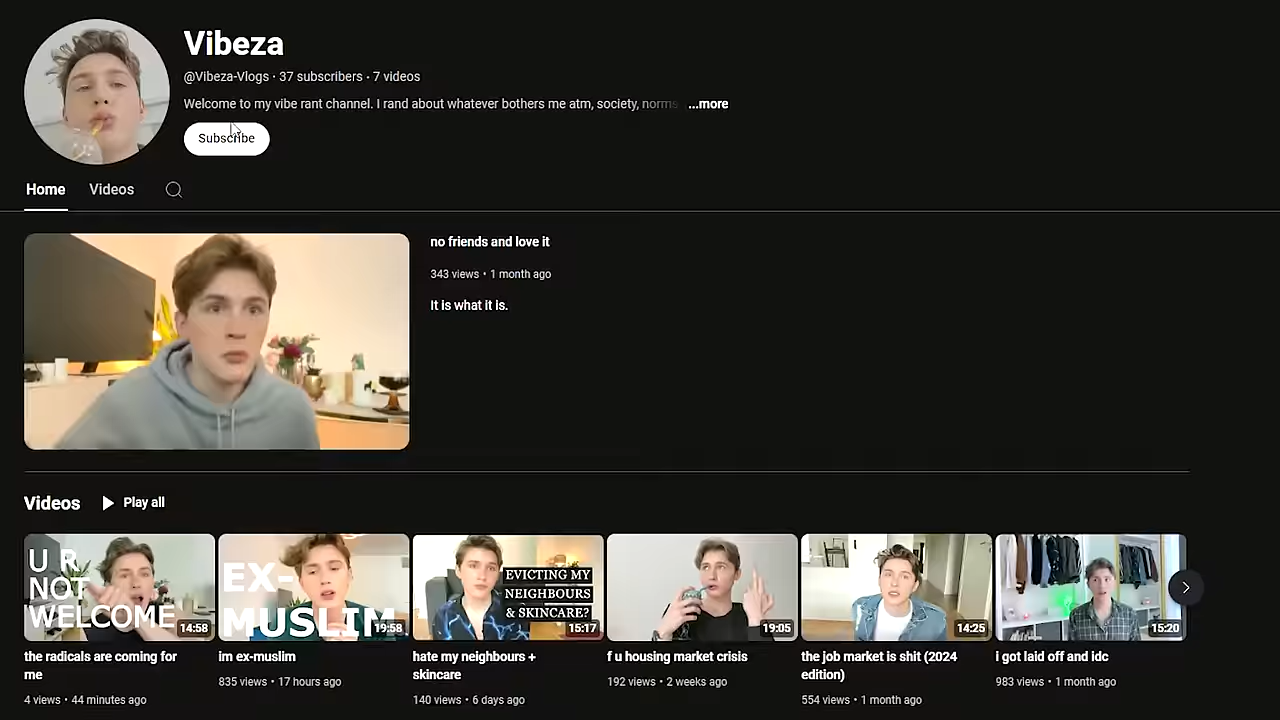 Vibeza
@Vibeza-Vlogs · 37 subscribers · 7 videos
Welcome to my vibe rant channel. I rand about whatever bothers me atm, society, norms ...more
Subscribe
Home Videos
no friends and love it
343 views • 1 month ago
It is what it is.
Videos Play all
U R
NOT
WELCOME
14:58
EX-
MUSLIM
19:58
EVICTING MY
NEIGHBOURS
& SKINCARE?
15:17
19:05
14:25
15:20
the radicals are coming for
me
4 views • 44 minutes ago
im ex-muslim
835 views • 17 hours ago
hate my neighbours +
skincare
140 views • 6 days ago
f u housing market crisis
192 views • 2 weeks ago
the job market is shit (2024
edition)
554 views • 1 month ago
i got laid off and idc
983 views • 1 month ago